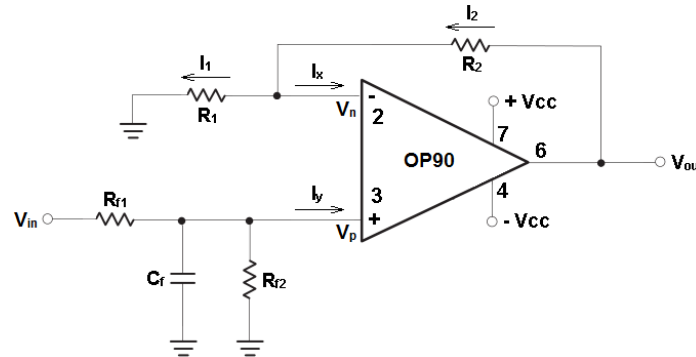 I2
I1
Ix
R2
R1
Vn
-
2
+ Vcc
7
OP90
6
Vou
4
- Vcc
Rf1
Iy
3
+
Vin
Vp
Cf
Rf2